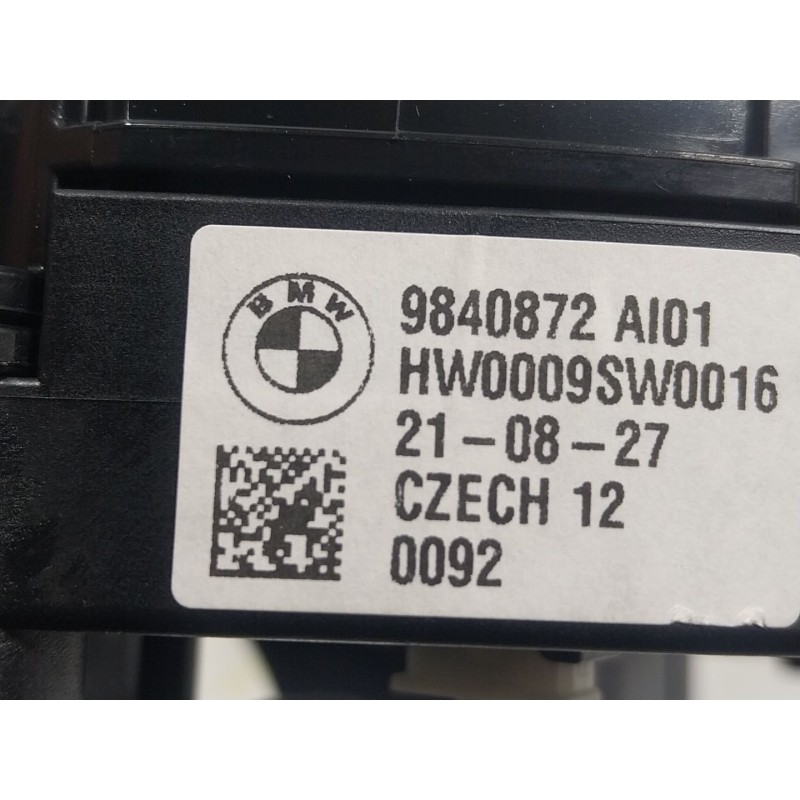 BMW
9840872 AI01
HW0009SW0016
21-08-27
CZECH 12
0092